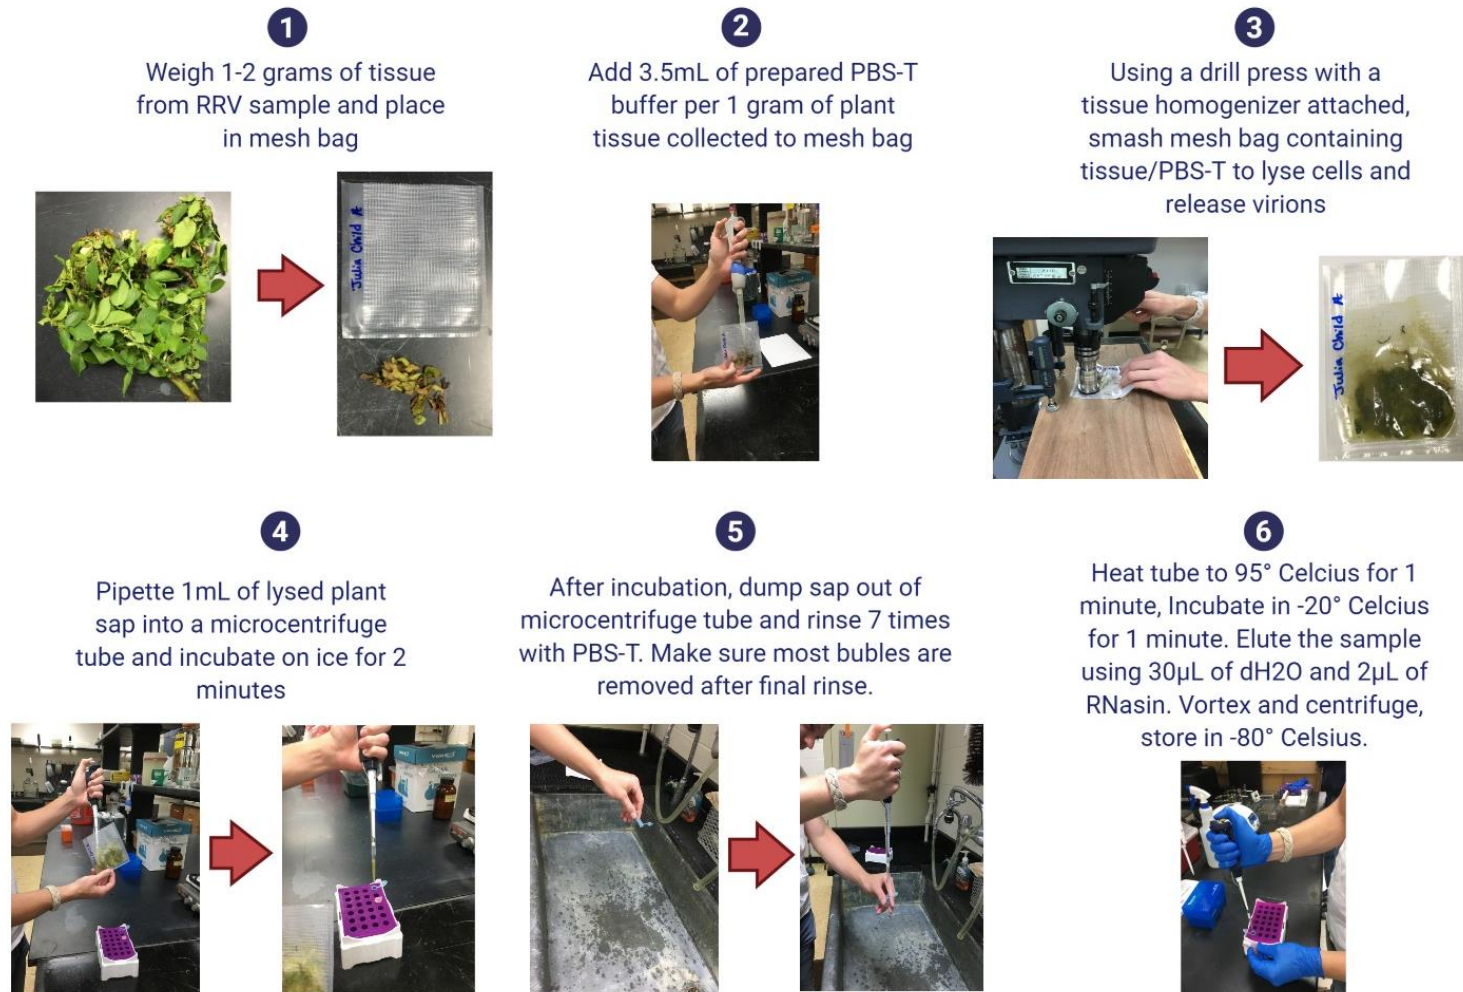 1
Weigh 1-2 grams of tissue
from RRV sample and place
in mesh bag
Julia Child A
2
Add 3.5mL of prepared PBS-T
buffer per 1 gram of plant
tissue collected to mesh bag
3
Using a drill press with a
tissue homogenizer attached,
smash mesh bag containing
tissue/PBS-T to lyse cells and
release virions
Julia Child A
4
Pipette 1mL of lysed plant
sap into a microcentrifuge
tube and incubate on ice for 2
minutes
5
After incubation, dump sap out of
microcentrifuge tube and rinse 7 times
with PBS-T. Make sure most bubles are
removed after final rinse.
6
Heat tube to 95° Celcius for 1
minute, Incubate in -20° Celcius
for 1 minute. Elute the sample
using 30µL of dH2O and 2µL of
RNasin. Vortex and centrifuge,
store in -80° Celsius.